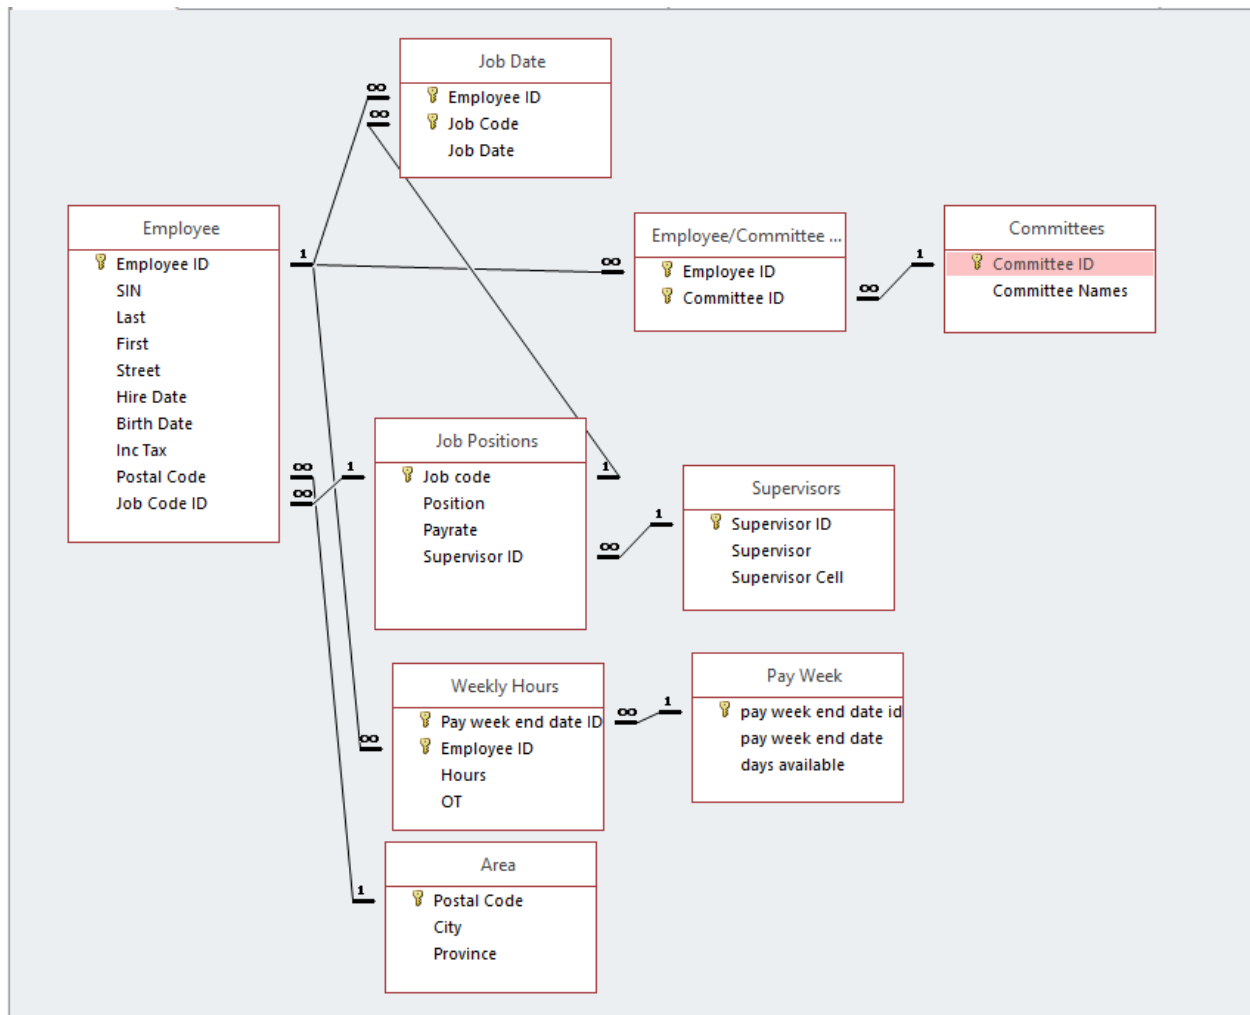 Job Date
∞
Employee ID
∞
Job Code
Job Date
Employee
1
Employee ID
SIN
Last
First
Street
Hire Date
Birth Date
Inc Tax
∞
Postal Code
∞
Job Code ID
Employee/Committee ...
∞
Employee ID
Committee ID
∞
Committees
1
Committee ID
Committee Names
Job Positions
1
Job code
1
Position
Payrate
Supervisor ID
∞
Supervisors
1
Supervisor ID
Supervisor
Supervisor Cell
Weekly Hours
Pay week end date ID
∞
∞
Employee ID
Hours
OT
Pay Week
1
pay week end date id
pay week end date
days available
Area
1
Postal Code
City
Province